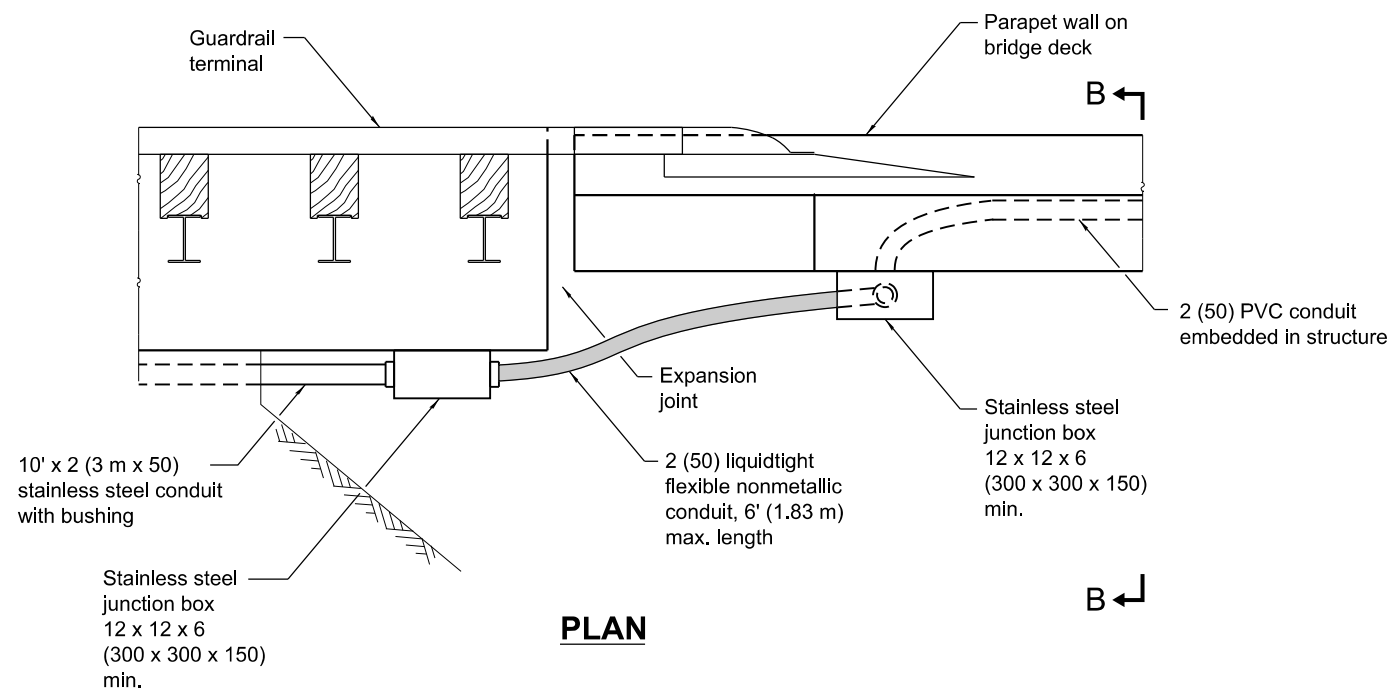 Guardrail
terminal
Parapet wall on
bridge deck
B
2 (50) PVC conduit
embedded in structure
Expansion
joint
Stainless steel
junction box
12 x 12 x 6
(300 x 300 x 150)
min.
10' x 2 (3 m x 50)
stainless steel conduit
with bushing
2 (50) liquidtight
flexible nonmetallic
conduit, 6' (1.83 m)
max. length
Stainless steel
junction box
12 x 12 x 6
(300 x 300 x 150)
min.
B
PLAN